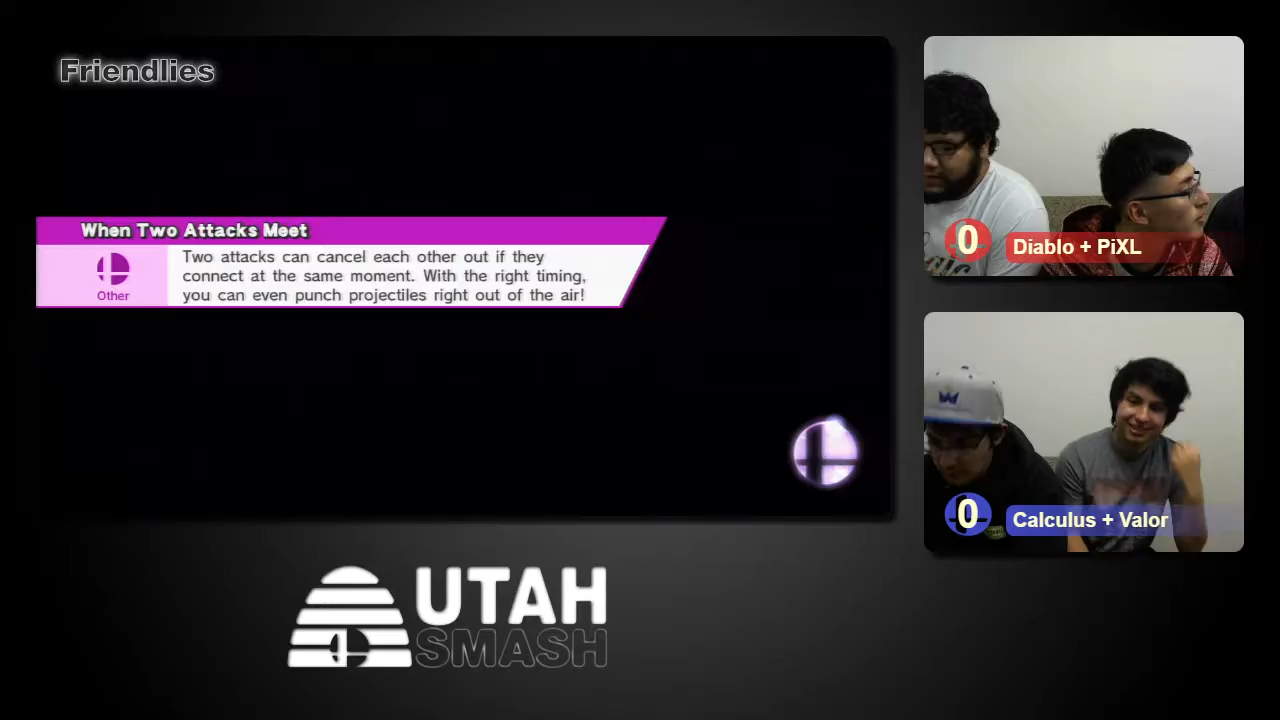 Friendlies
When Two Attacks Meet
Two attacks can cancel each other out if they
connect at the same moment. With the right timing,
you can even punch projectiles right out of the air!
Other
0
Diablo + PiXL
0
Calculus + Valor
UTAH
SMASH